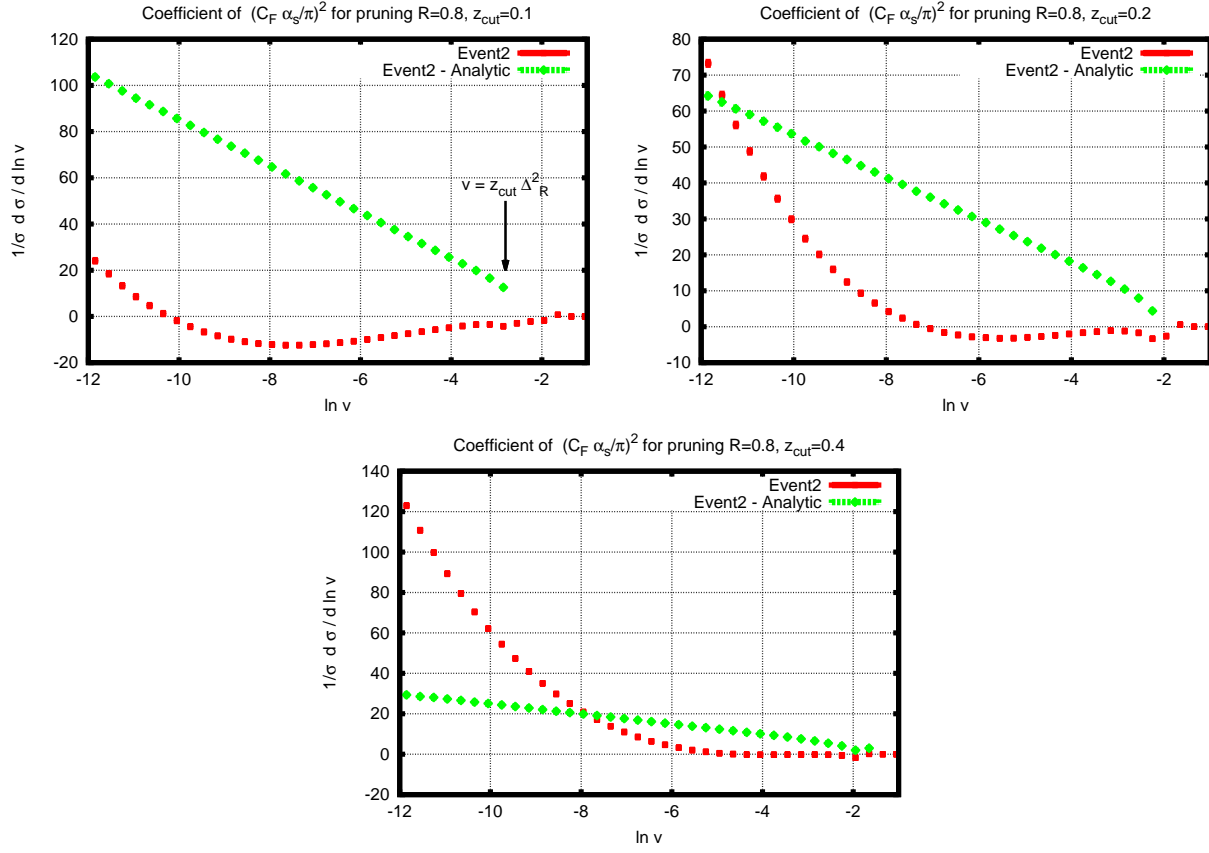 Coefficient of (C_F α_s/π)^2 for pruning R=0.8, z_cut=0.1
Event2
Event2 - Analytic
v = z_cut Δ^2_R
1/σ d σ / d ln v
120
100
80
60
40
20
0
-20
-12
-10
-8
-6
-4
-2
ln v
Coefficient of (C_F α_s/π)^2 for pruning R=0.8, z_cut=0.2
Event2
Event2 - Analytic
1/σ d σ / d ln v
80
70
60
50
40
30
20
10
0
-10
-12
-10
-8
-6
-4
-2
ln v
Coefficient of (C_F α_s/π)^2 for pruning R=0.8, z_cut=0.4
Event2
Event2 - Analytic
1/σ d σ / d ln v
140
120
100
80
60
40
20
0
-20
-12
-10
-8
-6
-4
-2
ln v